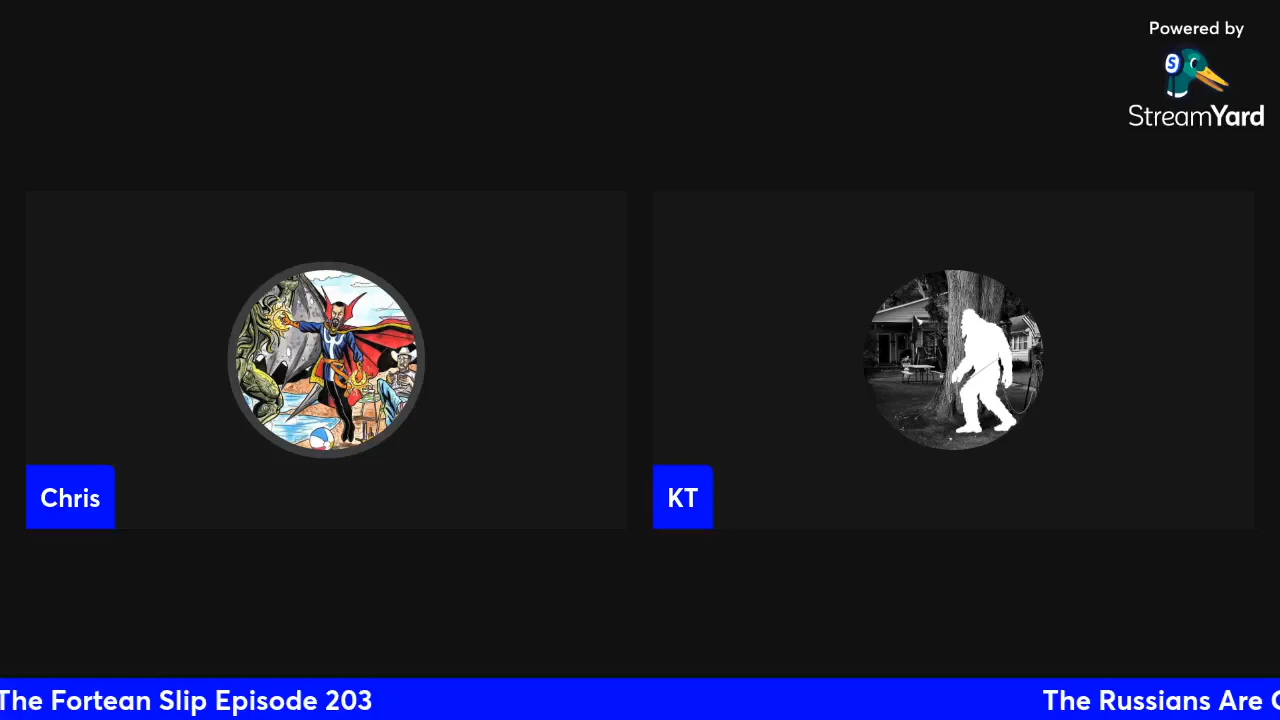 Powered by
StreamYard
Chris
KT
The Fortean Slip Episode 203
The Russians Are